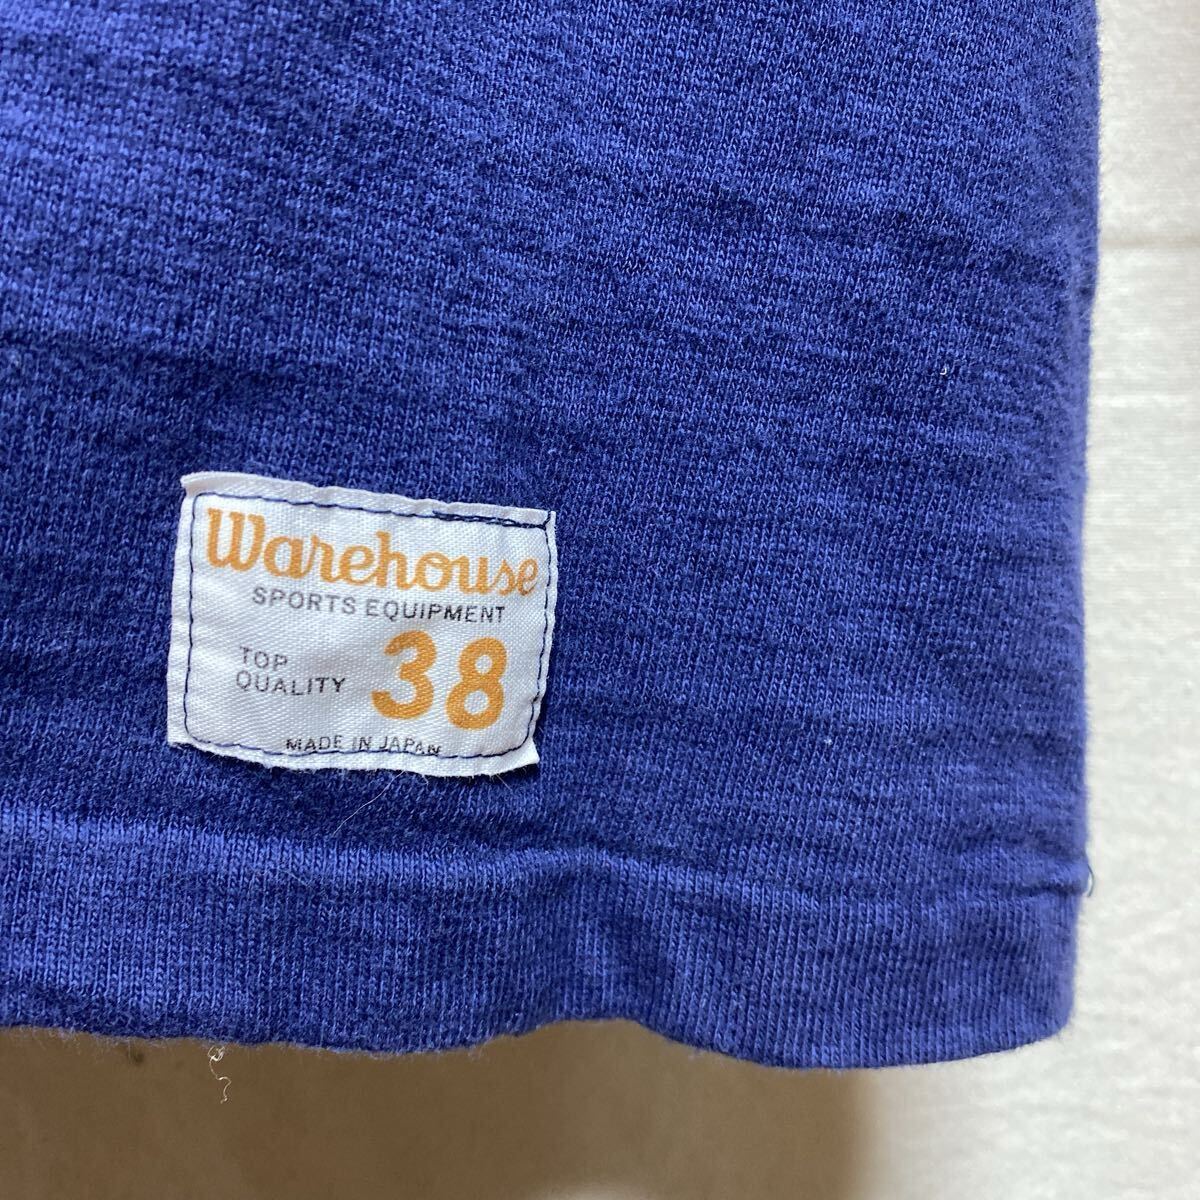 Warehouse
SPORTS EQUIPMENT
TOP
QUALITY
38
MADE IN JAPAN